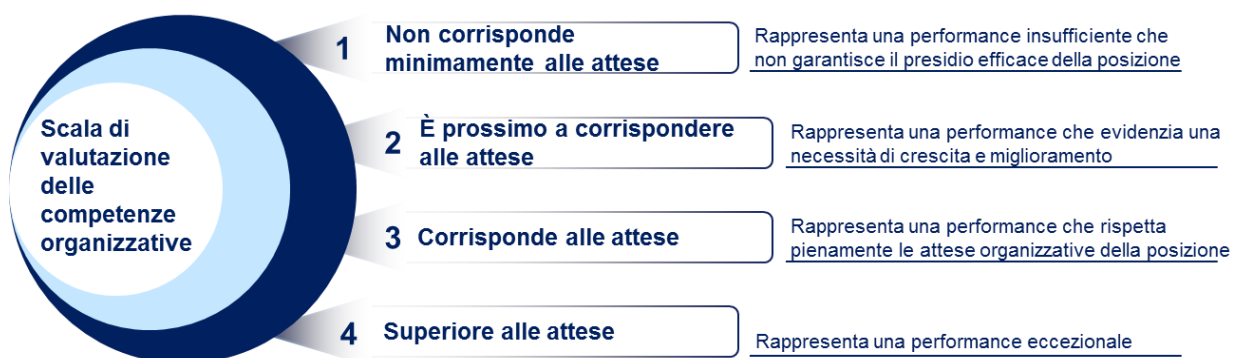 Scala di
valutazione
delle
competenze
organizzative
1
Non corrisponde
minimamente alle attese
Rappresenta una performance insufficiente che
non garantisce il presidio efficace della posizione
2
È prossimo a corrispondere
alle attese
Rappresenta una performance che evidenzia una
necessità di crescita e miglioramento
3
Corrisponde alle attese
Rappresenta una performance che rispetta
pienamente le attese organizzative della posizione
4
Superiore alle attese
Rappresenta una performance eccezionale